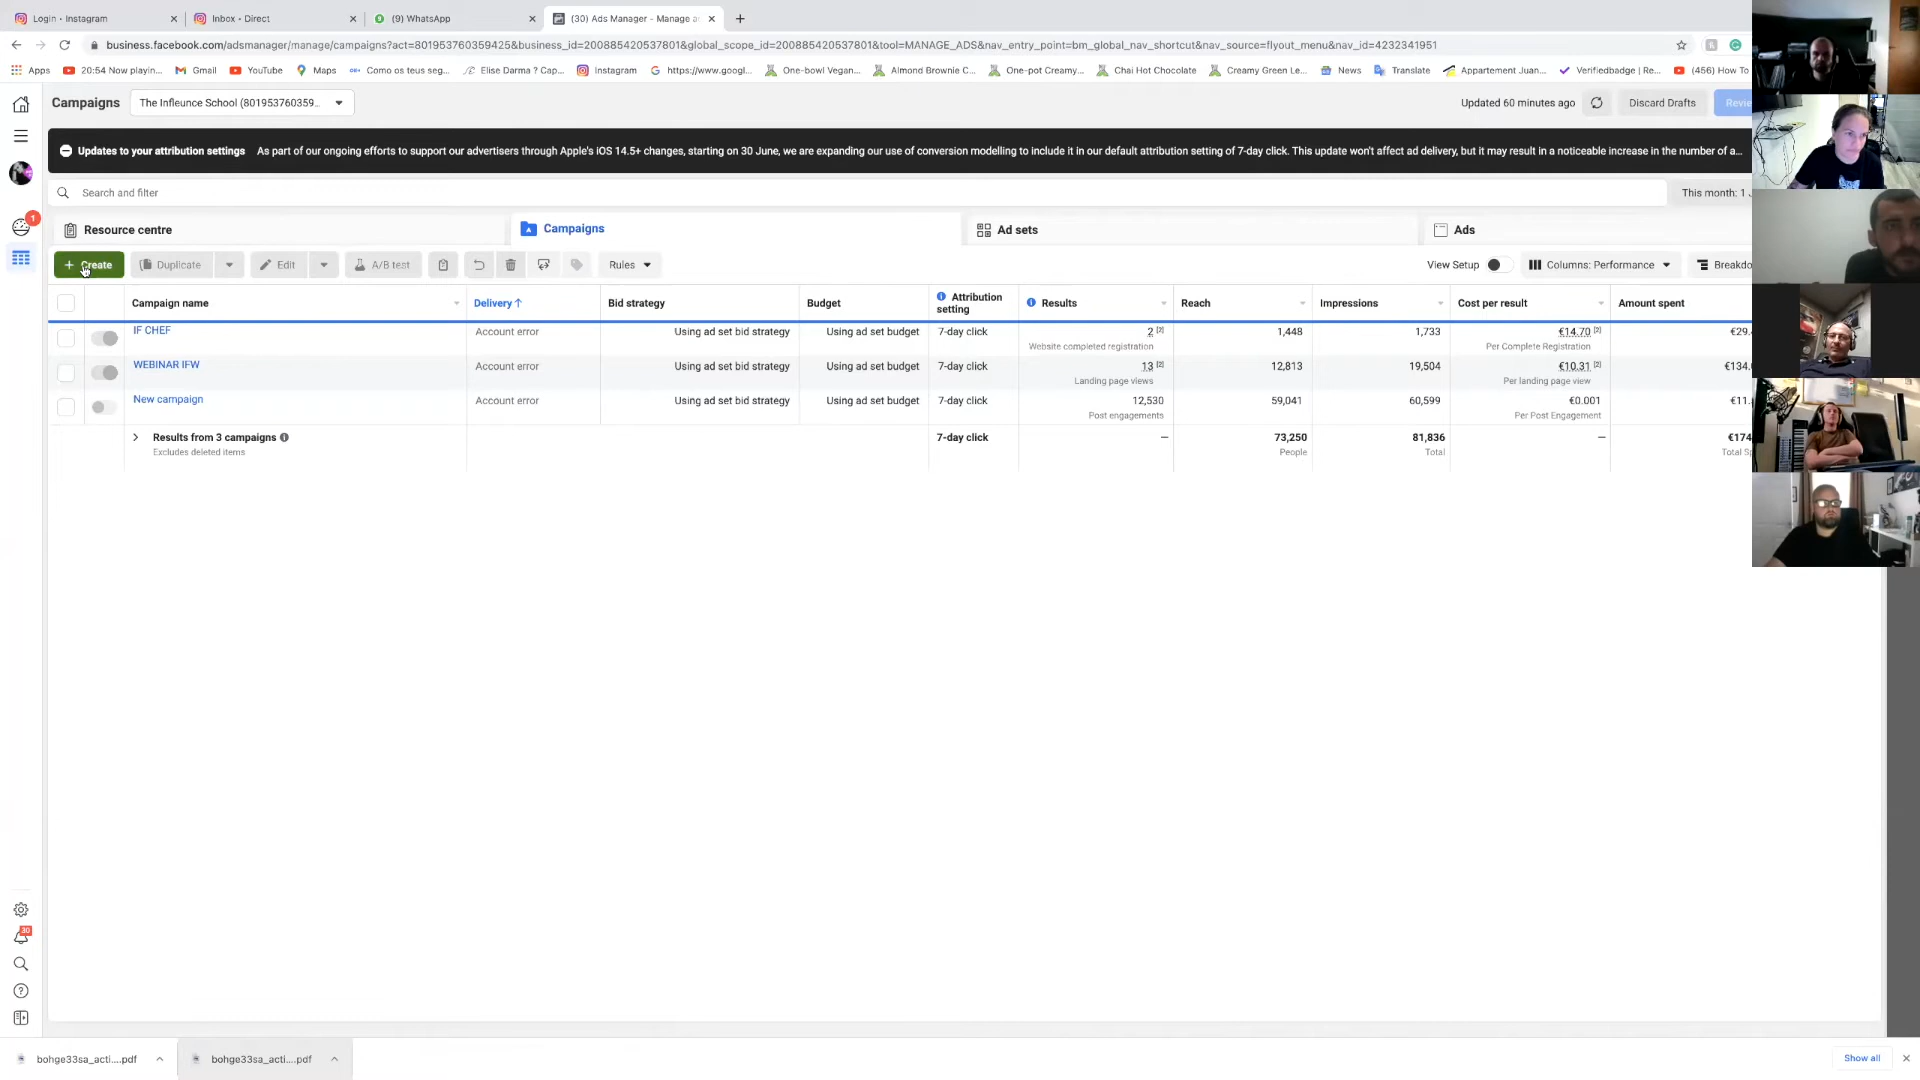 Login • Instagram
Inbox • Direct
(9) WhatsApp
(30) Ads Manager - Manage a
business.facebook.com/adsmanager/manage/campaigns?act=801953760359425&business_id=200885420537801&global_scope_id=200885420537801&tool=MANAGE_ADS&nav_entry_point=bm_global_nav_shortcut&nav_source=flyout_menu&nav_id=4232341951
Apps
20:54 Now playin...
Gmail
YouTube
Maps
Como os teus seg...
Elise Darma ? Cap...
Instagram
https://www.googl...
One-bowl Vegan...
Almond Brownie C...
One-pot Creamy...
Chai Hot Chocolate
Creamy Green Le...
News
Translate
Appartement Juan...
Verifiedbadge | Re...
(456) How To
Campaigns
The Infleunce School (801953760359...
Updated 60 minutes ago
Discard Drafts
Revie
Updates to your attribution settings As part of our ongoing efforts to support our advertisers through Apple's iOS 14.5+ changes, starting on 30 June, we are expanding our use of conversion modelling to include it in our default attribution setting of 7-day click. This update won't affect ad delivery, but it may result in a noticeable increase in the number of a...
Search and filter
This month: 1
1
Resource centre
Campaigns
Ad sets
Ads
+ Create
Duplicate
Edit
A/B test
Rules
View Setup
Columns: Performance
Breakdo
Campaign name
Delivery ↑
Bid strategy
Budget
Attribution setting
Results
Reach
Impressions
Cost per result
Amount spent
IF CHEF
Account error
Using ad set bid strategy
Using ad set budget
7-day click
2 [2]
Website completed registration
1,448
1,733
€14.70 [2]
Per Complete Registration
€29.
WEBINAR IFW
Account error
Using ad set bid strategy
Using ad set budget
7-day click
13 [2]
Landing page views
12,813
19,504
€10.31 [2]
Per landing page view
€134.
New campaign
Account error
Using ad set bid strategy
Using ad set budget
7-day click
12,530
Post engagements
59,041
60,599
€0.001
Per Post Engagement
€11.
Results from 3 campaigns
Excludes deleted items
7-day click
—
73,250
People
81,836
Total
—
€174
Total Sp
30
bohge33sa_acti....pdf
bohge33sa_acti....pdf
Show all